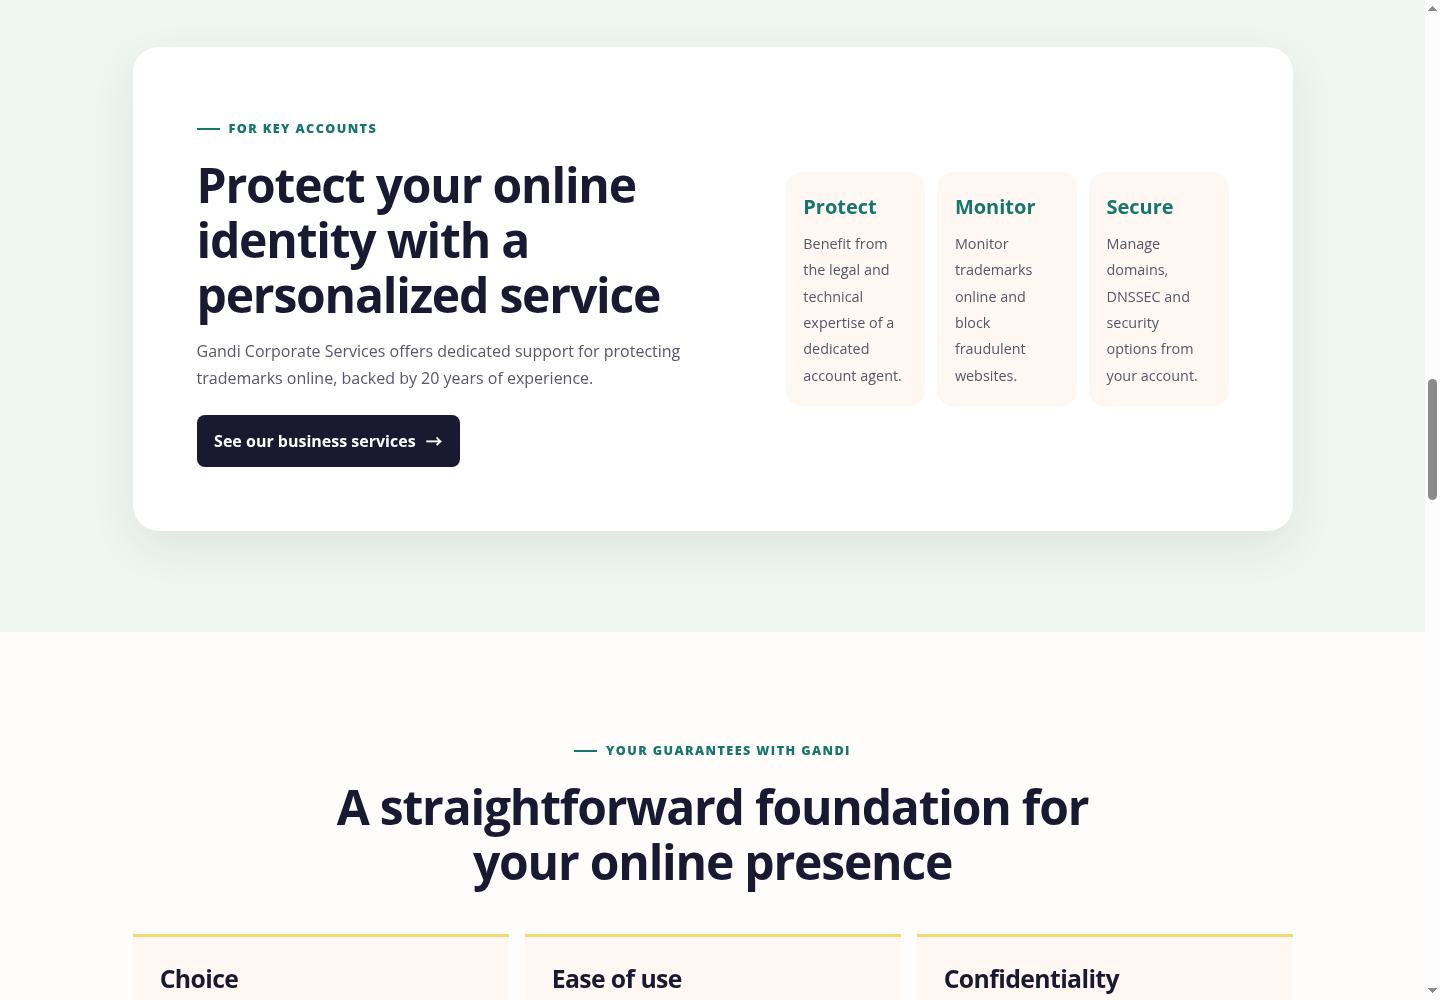 FOR KEY ACCOUNTS
Protect your online
identity with a
personalized service
Gandi Corporate Services offers dedicated support for protecting
trademarks online, backed by 20 years of experience.
See our business services →
Protect
Benefit from
the legal and
technical
expertise of a
dedicated
account agent.
Monitor
Monitor
trademarks
online and
block
fraudulent
websites.
Secure
Manage
domains,
DNSSEC and
security
options from
your account.
YOUR GUARANTEES WITH GANDI
A straightforward foundation for
your online presence
Choice
Ease of use
Confidentiality